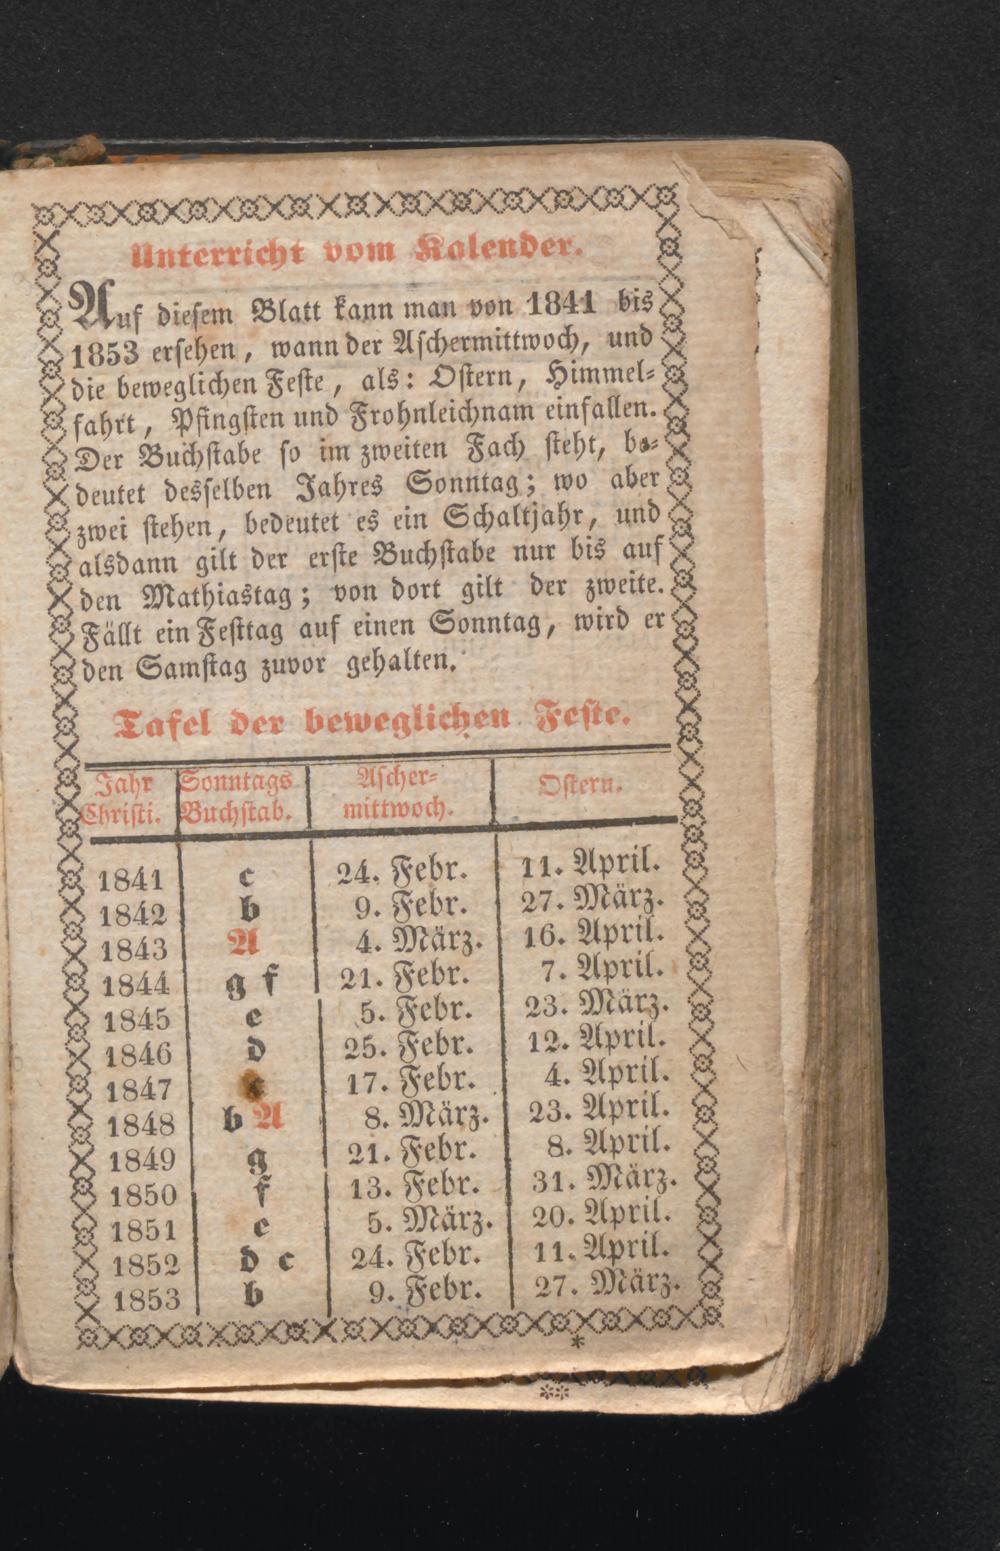 Unterricht vom Kalender.
Auf diesem Blatt kann man von 1841 bis
1853 ersehen, wann der Aschermittwoch, und
die beweglichen Feste, als: Ostern, Himmel-
fahrt, Pfingsten und Frohnleichnam einfallen.
Der Buchstabe so im zweiten Fach steht, be-
deutet desselben Jahres Sonntag; wo aber
zwei stehen, bedeutet es ein Schaltjahr, und
alsdann gilt der erste Buchstabe nur bis auf
den Mathiastag; von dort gilt der zweite.
Fällt ein Festtag auf einen Sonntag, wird er
den Samstag zuvor gehalten.
Tafel der beweglichen Feste.
Jahr Christi. Sonntags Buchstab. Ascher-mittwoch. Ostern.
1841 c 24. Febr. 11. April.
1842 b 9. Febr. 27. März.
1843 A 4. März. 16. April.
1844 g f 21. Febr. 7. April.
1845 e 5. Febr. 23. März.
1846 d 25. Febr. 12. April.
1847 c 17. Febr. 4. April.
1848 b A 8. März. 23. April.
1849 g 21. Febr. 8. April.
1850 f 13. Febr. 31. März.
1851 e 5. März. 20. April.
1852 d c 24. Febr. 11. April.
1853 b 9. Febr. 27. März.
*
**